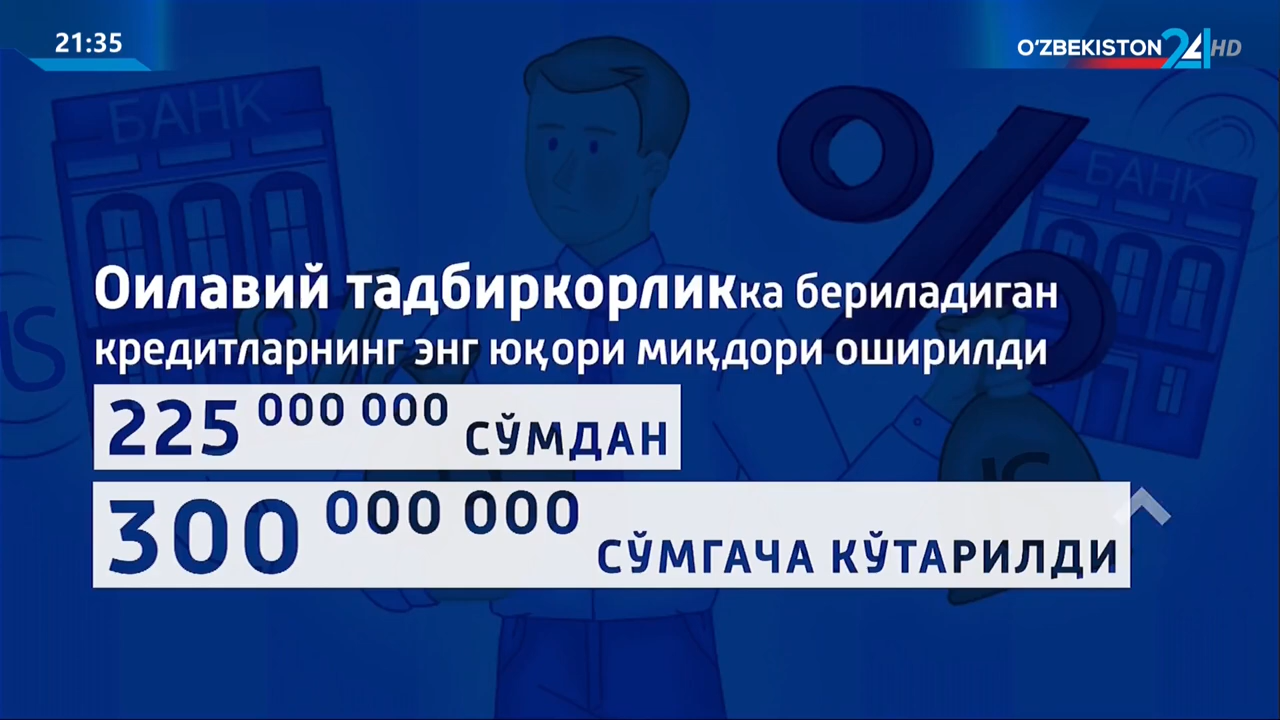 21:35
O‘ZBEKISTON 24 HD
БАНК
БАНК
Оилавий тадбиркорликка бериладиган
кредитларнинг энг юқори миқдори оширилди
225 000 000 сўмдан
300 000 000 сўмгача кўтарилди